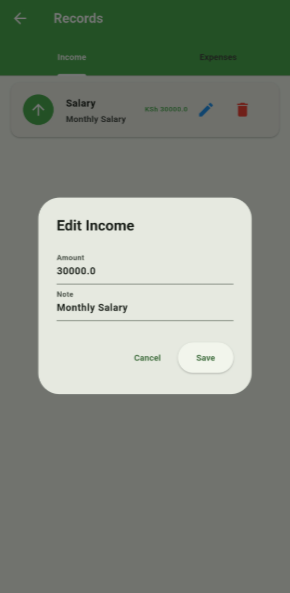 Records
Income
Expenses
Salary
KSh 30000.0
Monthly Salary
Edit Income
Amount
30000.0
Note
Monthly Salary
Cancel
Save